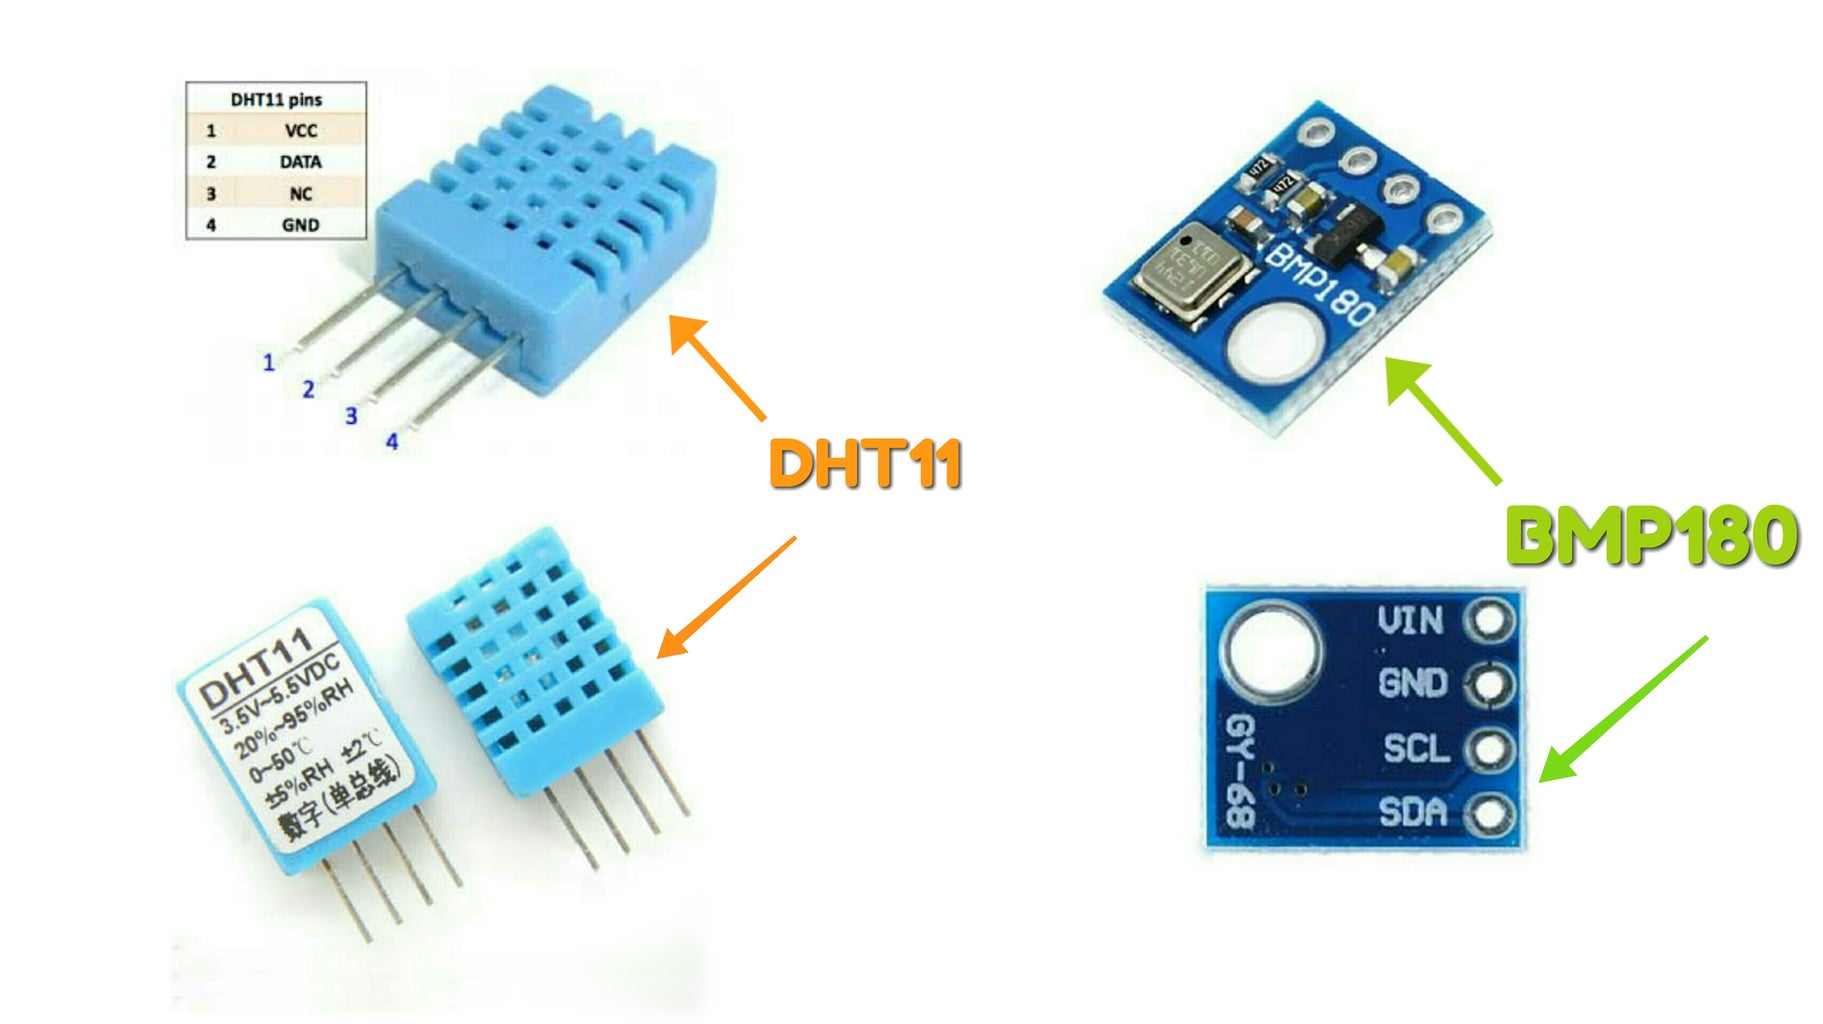 DHT11 pins
1 VCC
2 DATA
3 NC
4 GND
1
2
3
4
DHT11
DHT11
3.5V~5.5VDC
20%~95%RH
0~50℃
±5%RH ±2℃
数字(单总线)
472
472
BMP180
BMP180
VIN
GND
SCL
SDA
GY-68